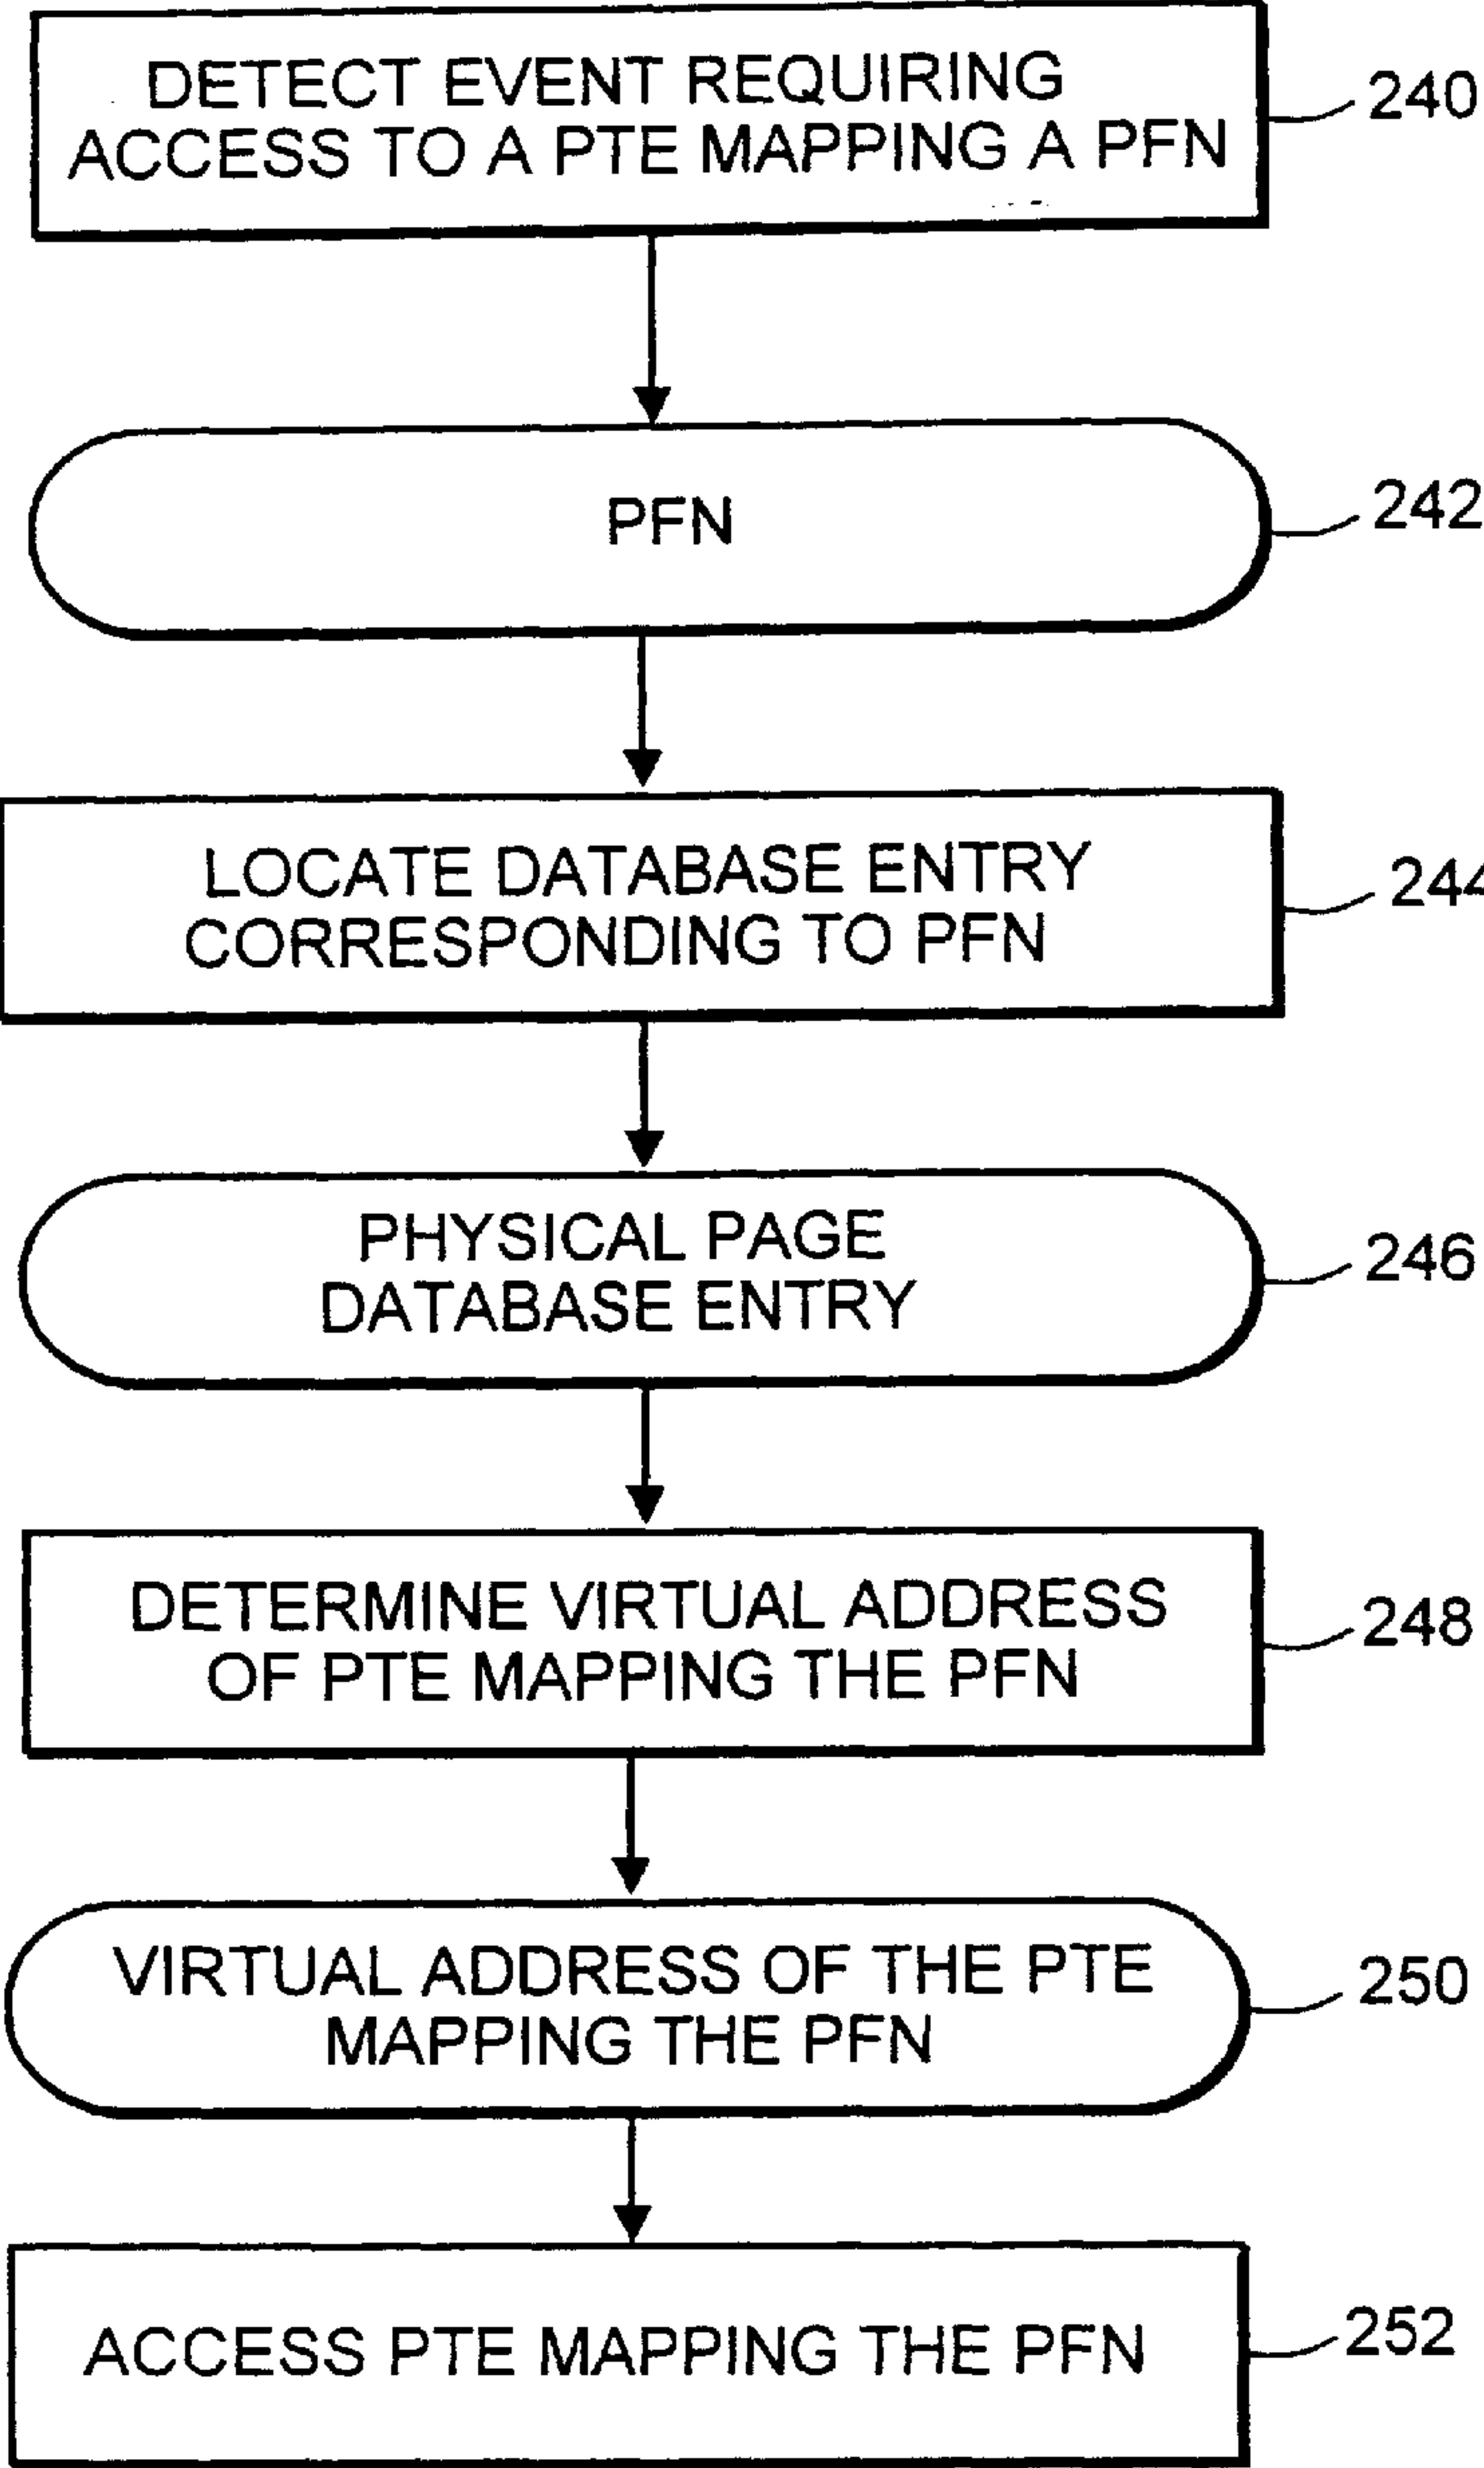 DETECT EVENT REQUIRING
ACCESS TO A PTE MAPPING A PFN
240
PFN
242
LOCATE DATABASE ENTRY
CORRESPONDING TO PFN
244
PHYSICAL PAGE
DATABASE ENTRY
246
DETERMINE VIRTUAL ADDRESS
OF PTE MAPPING THE PFN
248
VIRTUAL ADDRESS OF THE PTE
MAPPING THE PFN
250
ACCESS PTE MAPPING THE PFN
252